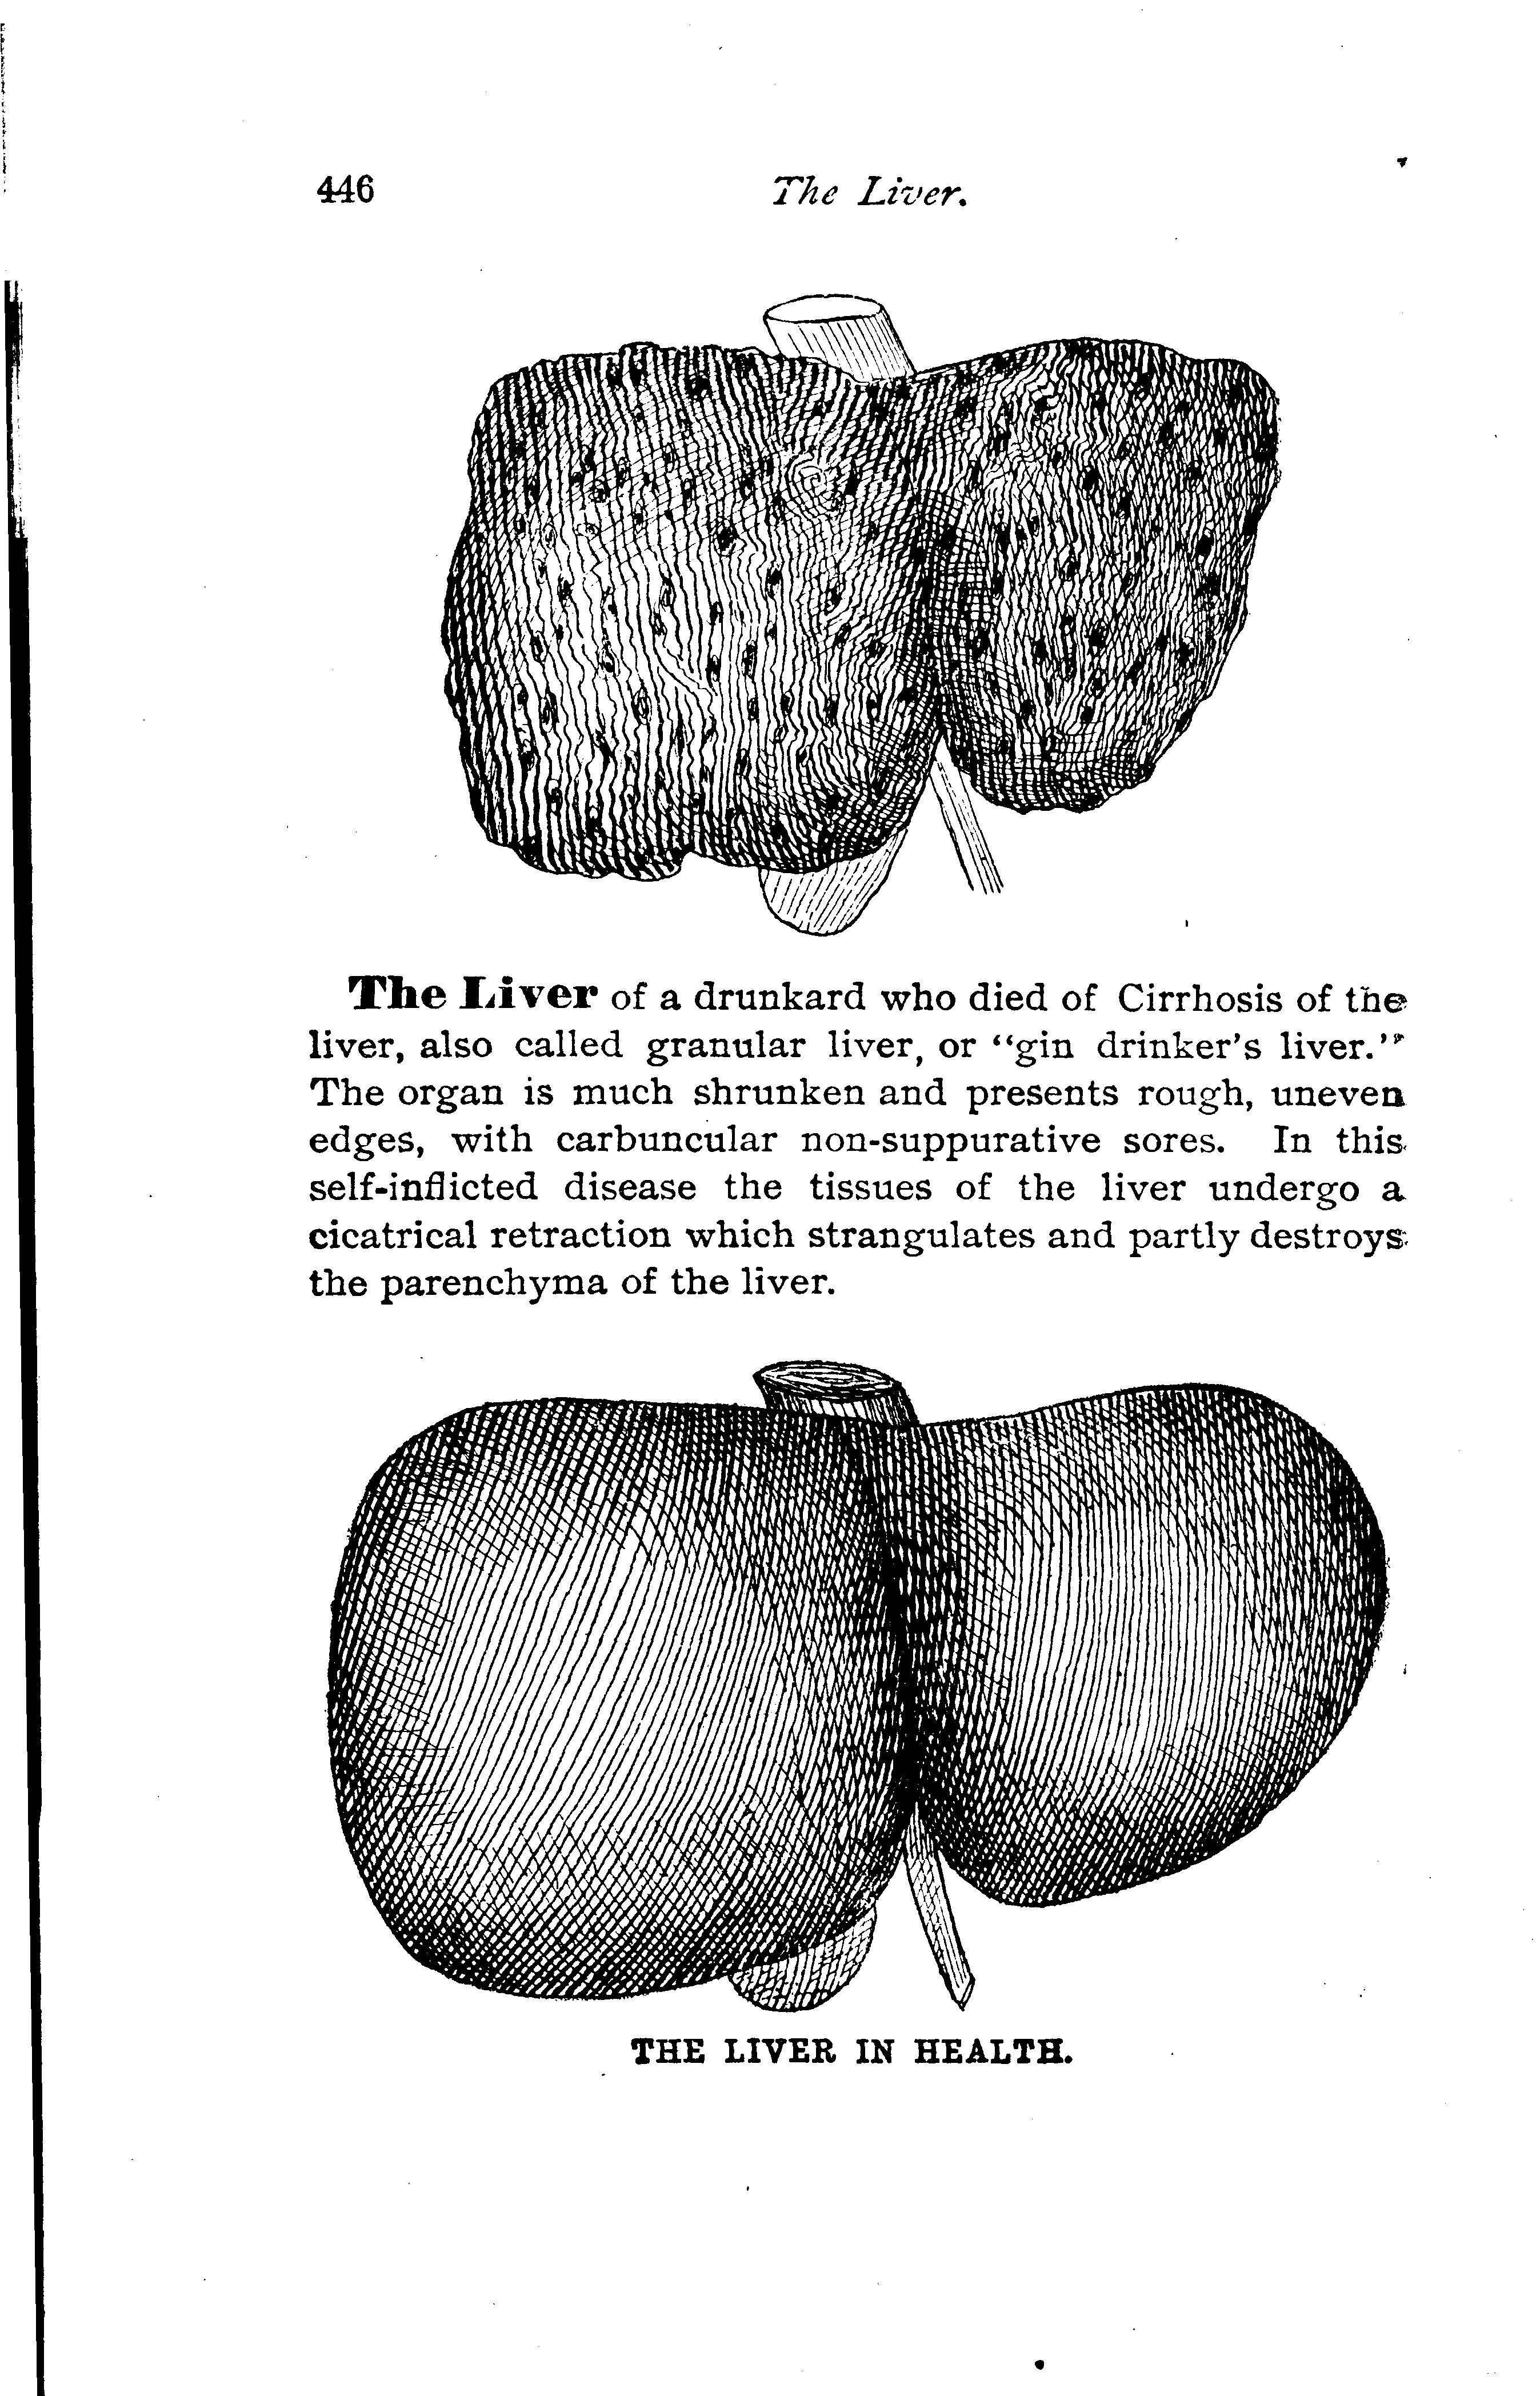 446
The Liver.
The Liver of a drunkard who died of Cirrhosis of the
liver, also called granular liver, or "gin drinker's liver."
The organ is much shrunken and presents rough, uneven
edges, with carbuncular non-suppurative sores. In this
self-inflicted disease the tissues of the liver undergo a
cicatrical retraction which strangulates and partly destroys
the parenchyma of the liver.
THE LIVER IN HEALTH.